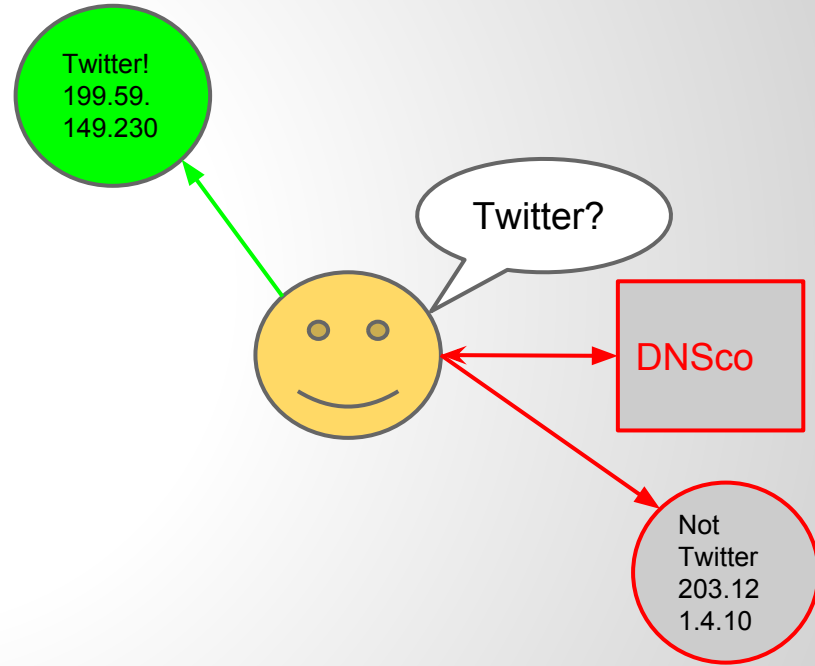 Twitter!
199.59.
149.230
Twitter?
DNSco
Not
Twitter
203.12
1.4.10